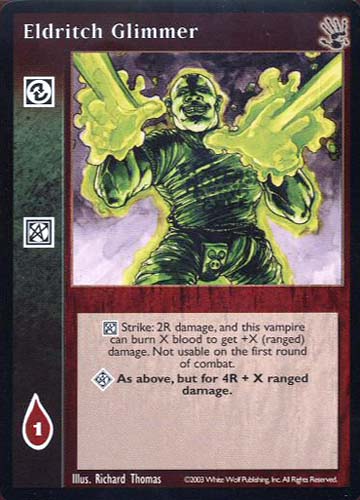 Eldritch Glimmer
Strike: 2R damage, and this vampire
can burn X blood to get +X (ranged)
damage. Not usable on the first round
of combat.
As above, but for 4R + X ranged
damage.
1
Illus. Richard Thomas
©2003 White Wolf Publishing, Inc. All Rights Reserved.